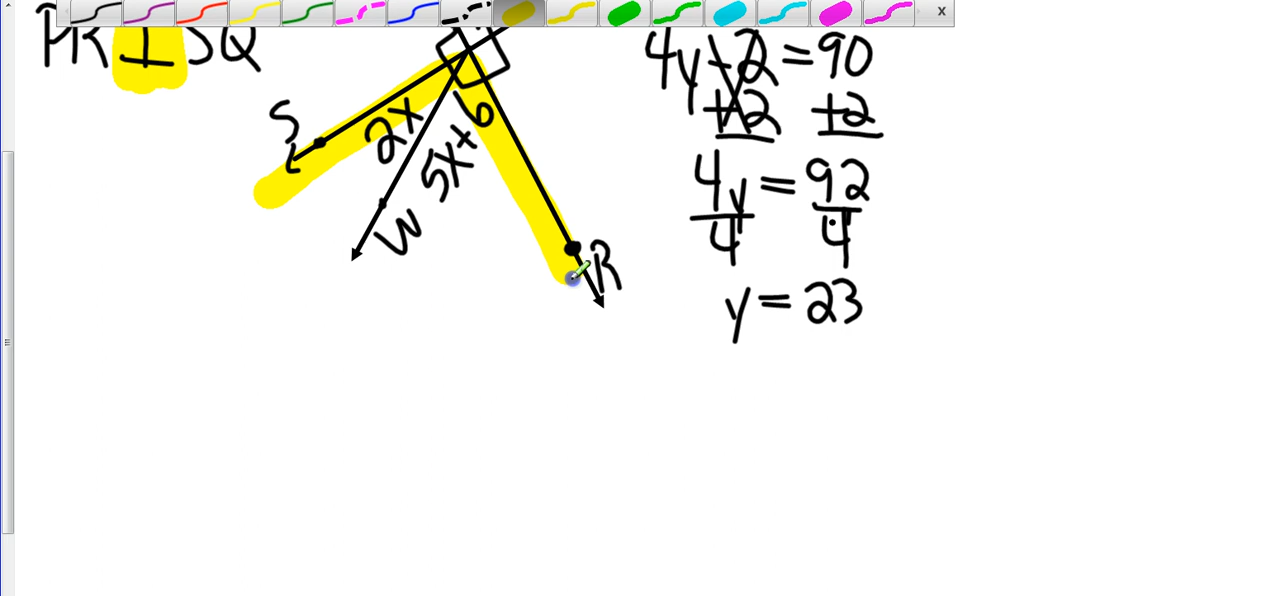 PR ⊥ SQ
S
2x
5x+6
W
R
4y-2=90
+2 +2
4y = 92
4 4
y = 23
x